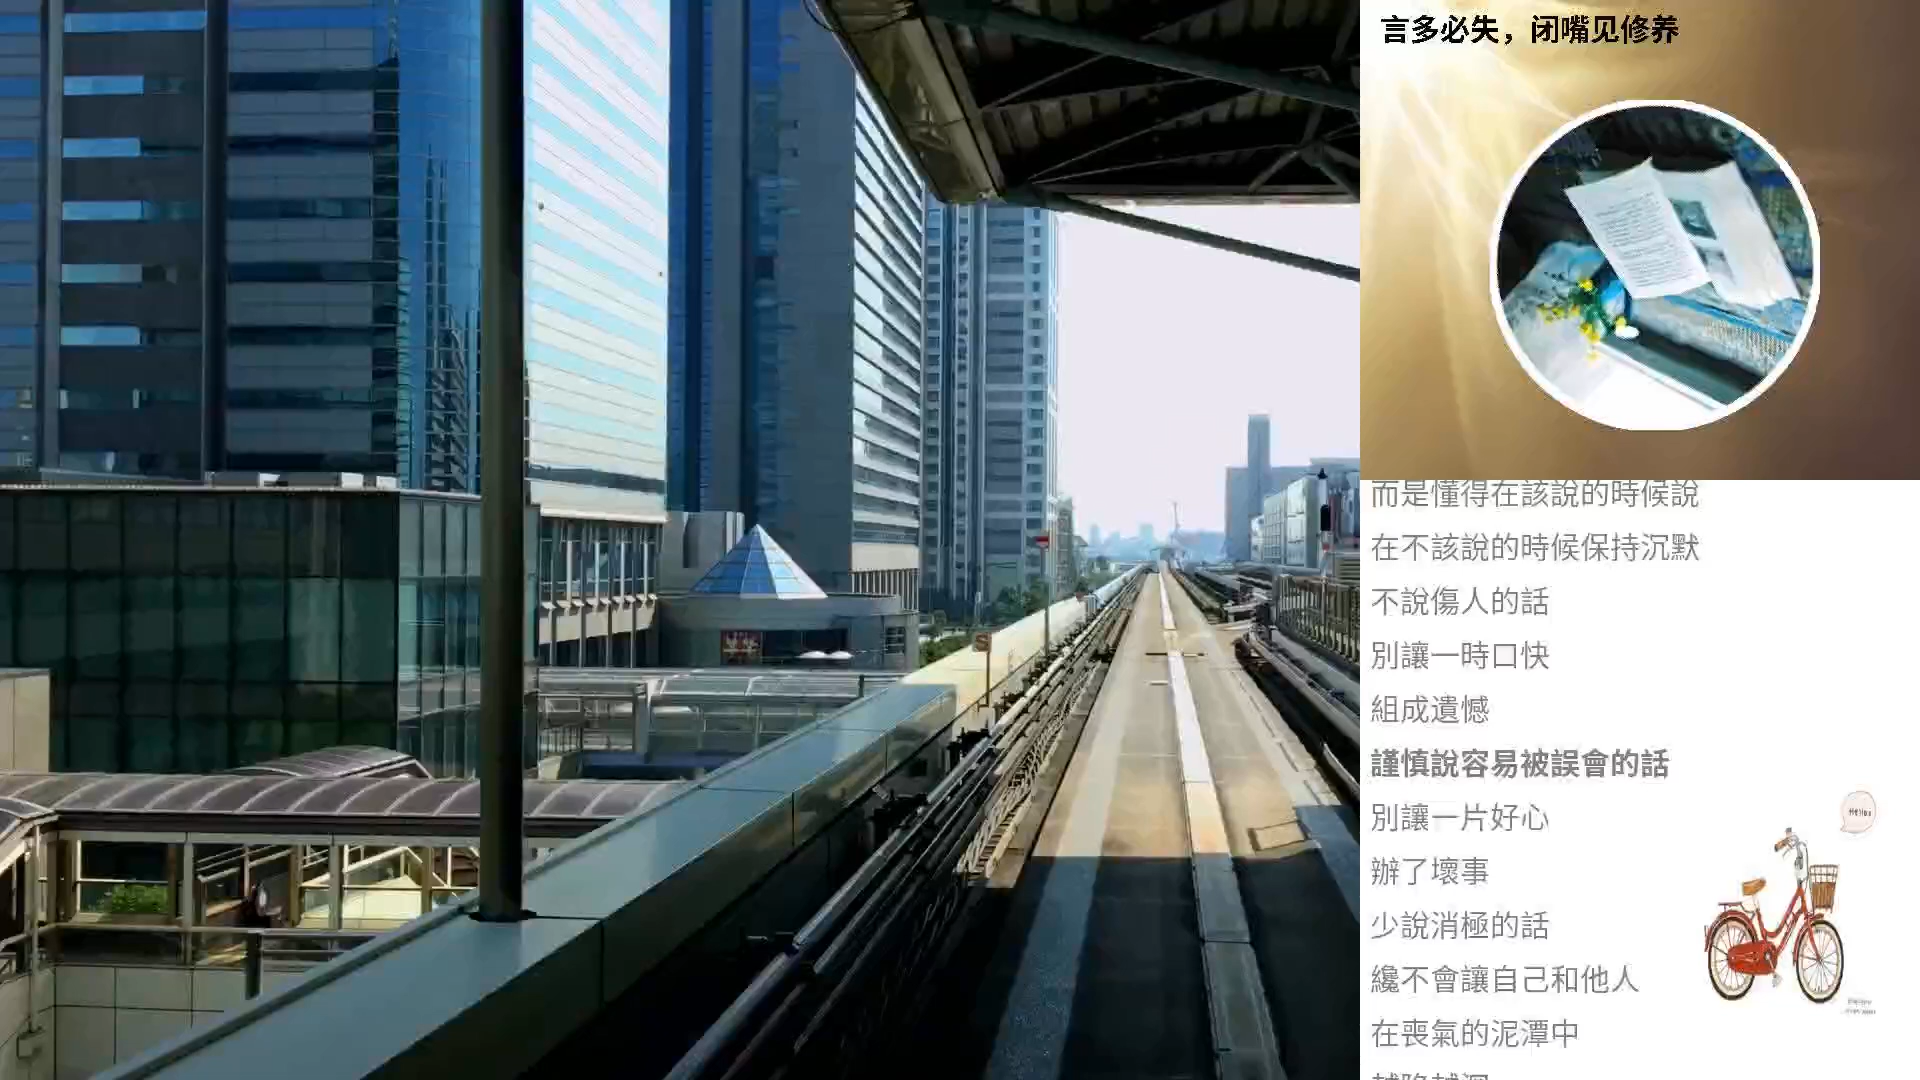 言多必失，闭嘴见修养
而是懂得在該說的時候說
在不該說的時候保持沉默
不說傷人的話
別讓一時口快
組成遺憾
謹慎說容易被誤會的話
別讓一片好心
辦了壞事
少說消極的話
纔不會讓自己和他人
在喪氣的泥潭中
Hello